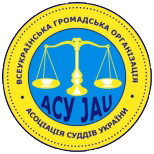 ВСЕУКРАЇНСЬКА ГРОМАДСЬКА ОРГАНІЗАЦІЯ
АСУ JAU
АСОЦІАЦІЯ СУДДІВ УКРАЇНИ